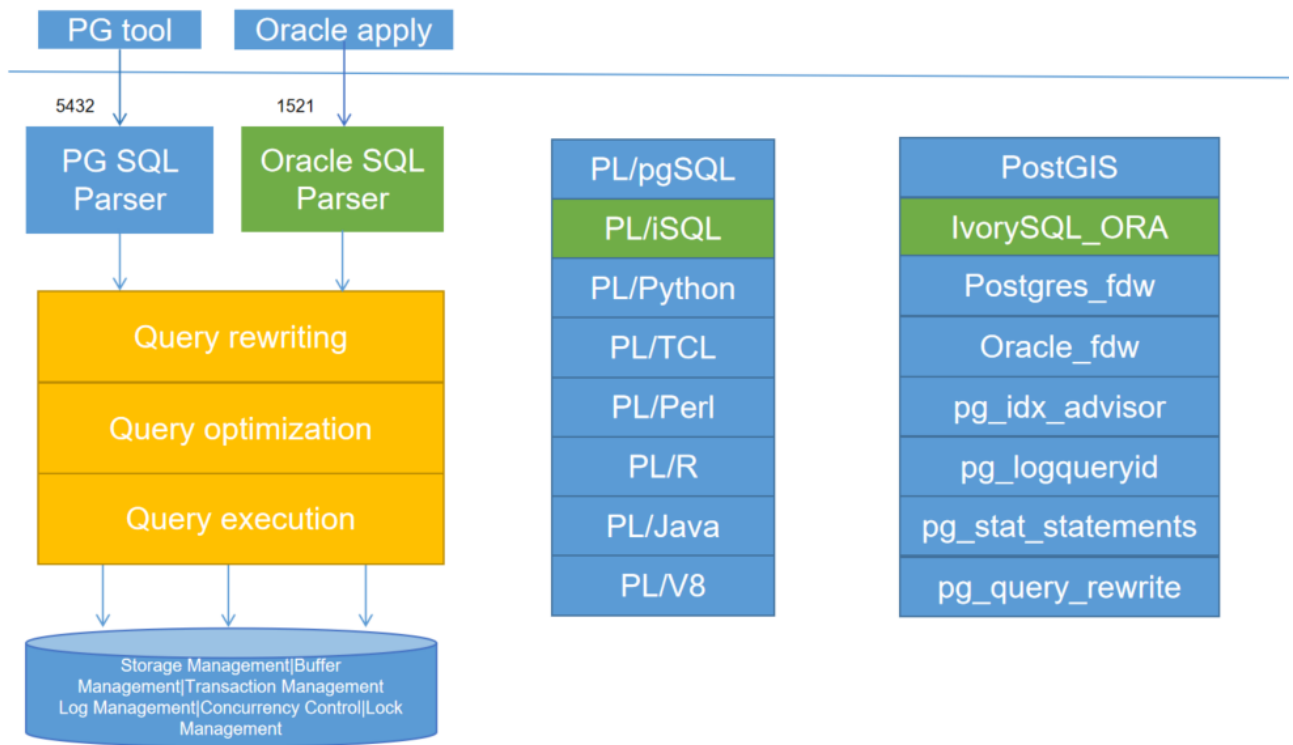 PG tool
Oracle apply
5432
1521
PG SQL
Parser
Oracle SQL
Parser
Query rewriting
Query optimization
Query execution
Storage Management|Buffer
Management|Transaction Management
Log Management|Concurrency Control|Lock
Management
PL/pgSQL
PL/iSQL
PL/Python
PL/TCL
PL/Perl
PL/R
PL/Java
PL/V8
PostGIS
IvorySQL_ORA
Postgres_fdw
Oracle_fdw
pg_idx_advisor
pg_logqueryid
pg_stat_statements
pg_query_rewrite